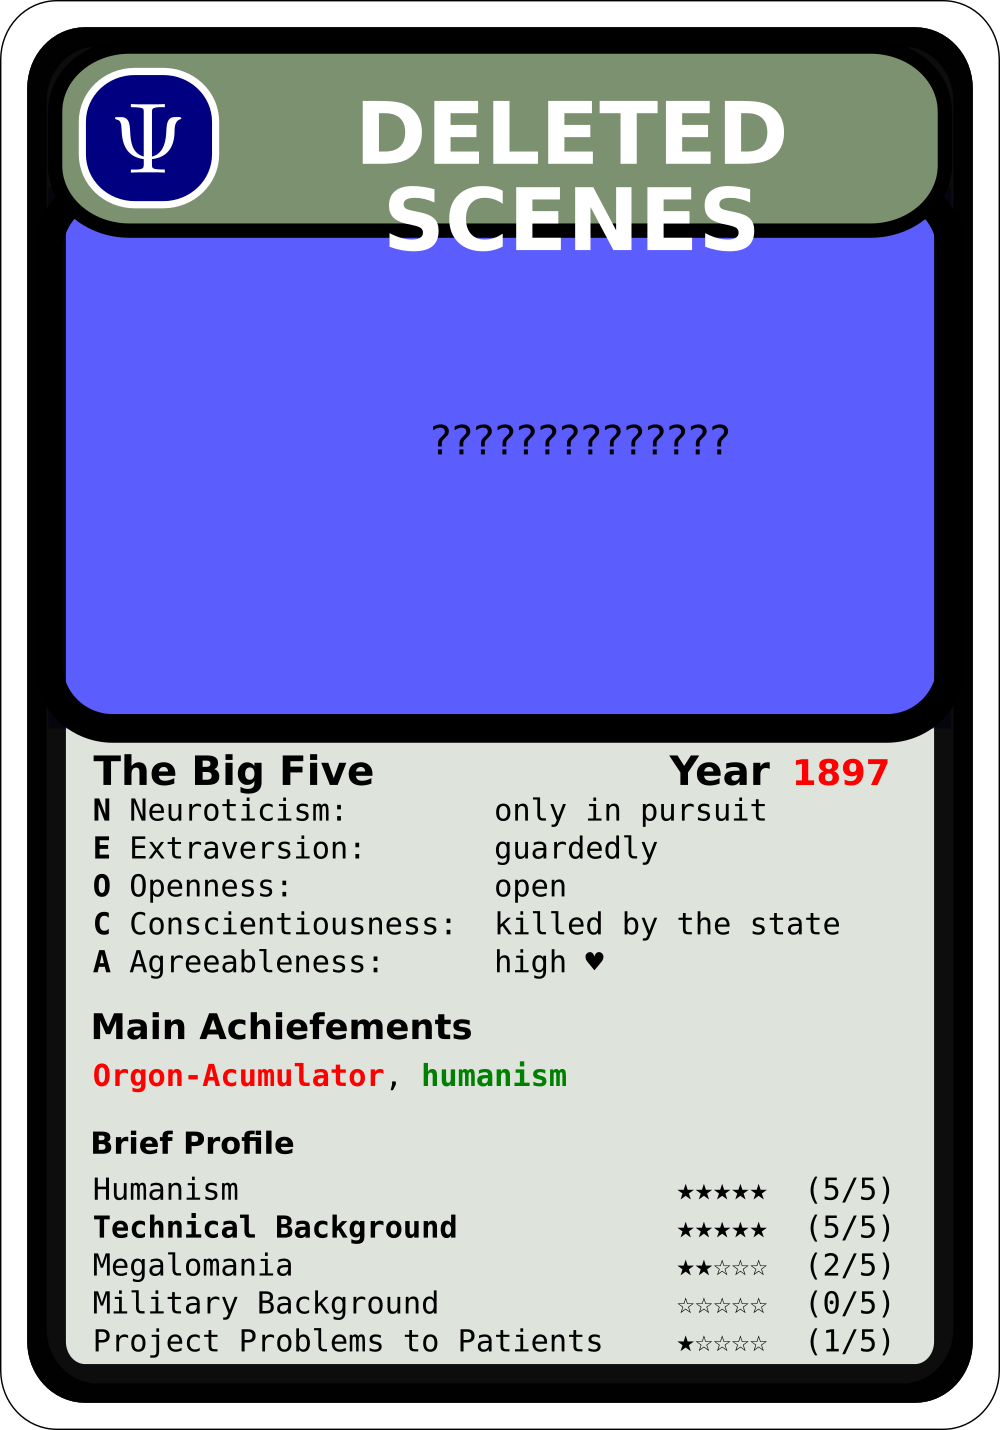 Ψ
DELETED
SCENES
??????????????
The Big Five Year 1897
N Neuroticism: only in pursuit
E Extraversion: guardedly
O Openness: open
C Conscientiousness: killed by the state
A Agreeableness: high ♥
Main Achiefements
Orgon-Acumulator, humanism
Brief Profile
Humanism ★★★★★ (5/5)
Technical Background ★★★★★ (5/5)
Megalomania ★★☆☆☆ (2/5)
Military Background ☆☆☆☆☆ (0/5)
Project Problems to Patients ★☆☆☆☆ (1/5)